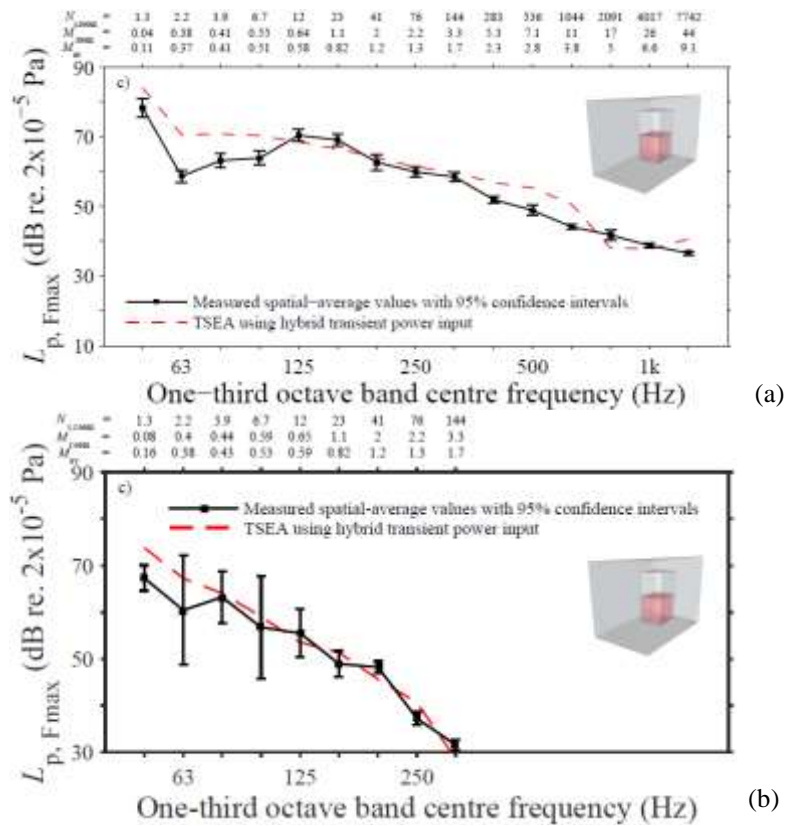 1.3 2.2 3.9 6.7 12 23 41 76 144 283 536 1044 2091 4017 7742
0.04 0.38 0.41 0.55 0.64 1.1 2 2.2 3.3 5.3 7.1 11 17 26 44
0.11 0.37 0.41 0.51 0.58 0.82 1.2 1.3 1.7 2.3 2.8 3.8 5 6.6 9.1
c)
90
70
50
30
10
L p, Fmax (dB re. 2x10⁻⁵ Pa)
Measured spatial-average values with 95% confidence intervals
TSEA using hybrid transient power input
63 125 250 500 1k
One-third octave band centre frequency (Hz)
(a)
1.3 2.2 3.9 6.7 12 23 41 76 144
0.08 0.4 0.44 0.59 0.65 1.1 2 2.2 3.3
0.16 0.38 0.43 0.53 0.59 0.82 1.2 1.3 1.7
c)
90
70
50
30
L p, Fmax (dB re. 2x10⁻⁵ Pa)
Measured spatial-average values with 95% confidence intervals
TSEA using hybrid transient power input
63 125 250
One-third octave band centre frequency (Hz)
(b)